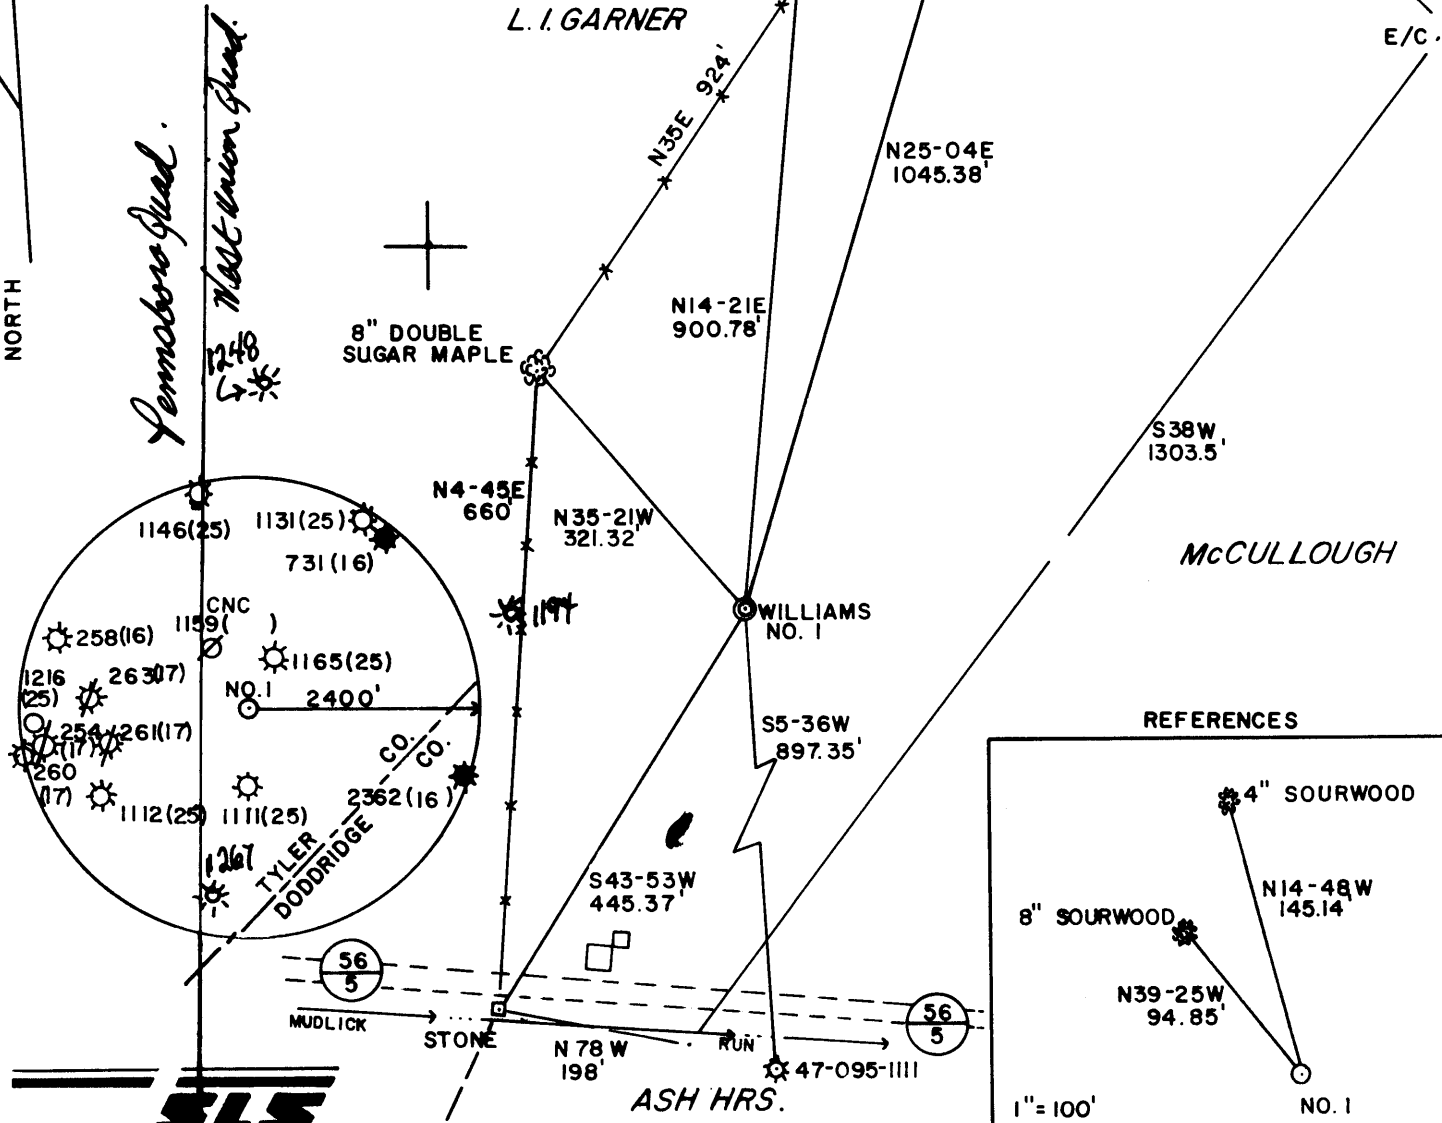 L. I. GARNER
E/C.
NORTH
Pennsboro Quad.
West Union Quad.
N35E 924'
N25-04E
1045.38'
N14-21E
900.78'
8" DOUBLE
SUGAR MAPLE
1248
S38W
1303.5'
N4-45E
660'
N35-21W
321.32'
1146(25)
1131(25)
731(16)
McCULLOUGH
1194
WILLIAMS
NO. 1
CNC
1159( )
258(16)
1165(25)
1216
(25)
263(17)
NO.1
2400'
254
(17)
261(17)
260
(17)
1112(25)
1111(25)
2362(16)
CO.
CO.
TYLER
DODDRIDGE
1267
S5-36W
897.35'
S43-53W
445.37'
REFERENCES
4" SOURWOOD
8" SOURWOOD
N14-48W
145.14'
N39-25W
94.85'
1"=100'
NO. 1
56
5
56
5
MUDLICK
RUN
STONE
N78W
198'
47-095-1111
ASH HRS.
SLS